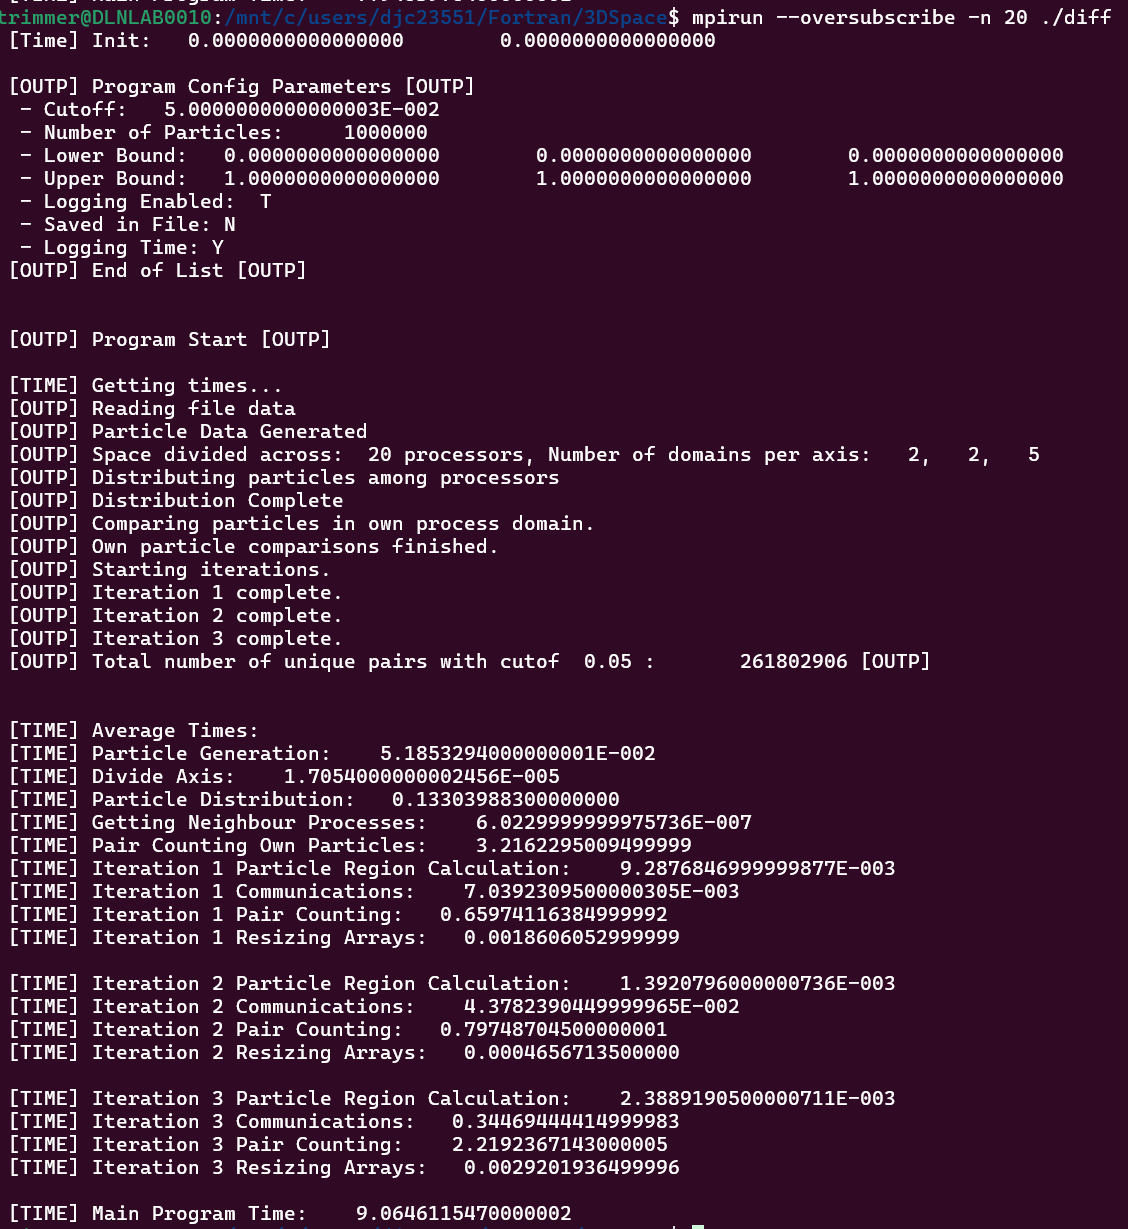 trimmer@DLNLAB0010:/mnt/c/users/djc23551/Fortran/3DSpace$ mpirun --oversubscribe -n 20 ./diff
[Time] Init:   0.0000000000000000        0.0000000000000000
[OUTP] Program Config Parameters [OUTP]
 - Cutoff:   5.0000000000000003E-002
 - Number of Particles:     1000000
 - Lower Bound:   0.0000000000000000        0.0000000000000000        0.0000000000000000
 - Upper Bound:   1.0000000000000000        1.0000000000000000        1.0000000000000000
 - Logging Enabled:  T
 - Saved in File: N
 - Logging Time: Y
[OUTP] End of List [OUTP]
[OUTP] Program Start [OUTP]
[TIME] Getting times...
[OUTP] Reading file data
[OUTP] Particle Data Generated
[OUTP] Space divided across:  20 processors, Number of domains per axis:   2,   2,   5
[OUTP] Distributing particles among processors
[OUTP] Distribution Complete
[OUTP] Comparing particles in own process domain.
[OUTP] Own particle comparisons finished.
[OUTP] Starting iterations.
[OUTP] Iteration 1 complete.
[OUTP] Iteration 2 complete.
[OUTP] Iteration 3 complete.
[OUTP] Total number of unique pairs with cutof  0.05 :       261802906 [OUTP]
[TIME] Average Times:
[TIME] Particle Generation:    5.1853294000000001E-002
[TIME] Divide Axis:    1.7054000000002456E-005
[TIME] Particle Distribution:   0.13303988300000000
[TIME] Getting Neighbour Processes:    6.0229999999975736E-007
[TIME] Pair Counting Own Particles:    3.2162295009499999
[TIME] Iteration 1 Particle Region Calculation:    9.2876846999999877E-003
[TIME] Iteration 1 Communications:    7.0392309500000305E-003
[TIME] Iteration 1 Pair Counting:   0.65974116384999992
[TIME] Iteration 1 Resizing Arrays:   0.0018606052999999
[TIME] Iteration 2 Particle Region Calculation:    1.3920796000000736E-003
[TIME] Iteration 2 Communications:    4.3782390449999965E-002
[TIME] Iteration 2 Pair Counting:   0.79748704500000001
[TIME] Iteration 2 Resizing Arrays:   0.0004656713500000
[TIME] Iteration 3 Particle Region Calculation:    2.3889190500000711E-003
[TIME] Iteration 3 Communications:   0.34469444414999983
[TIME] Iteration 3 Pair Counting:    2.2192367143000005
[TIME] Iteration 3 Resizing Arrays:   0.0029201936499996
[TIME] Main Program Time:    9.0646115470000002